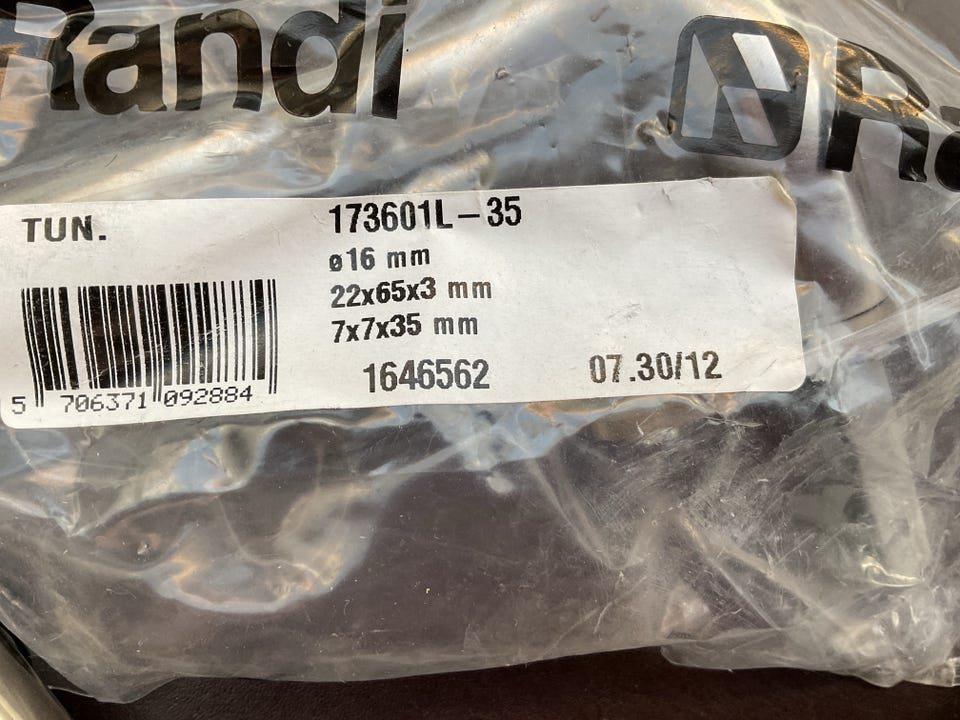 Randi
Ra
TUN.
173601L-35
ø16 mm
22x65x3 mm
7x7x35 mm
1646562
07.30/12
5 706371 092884